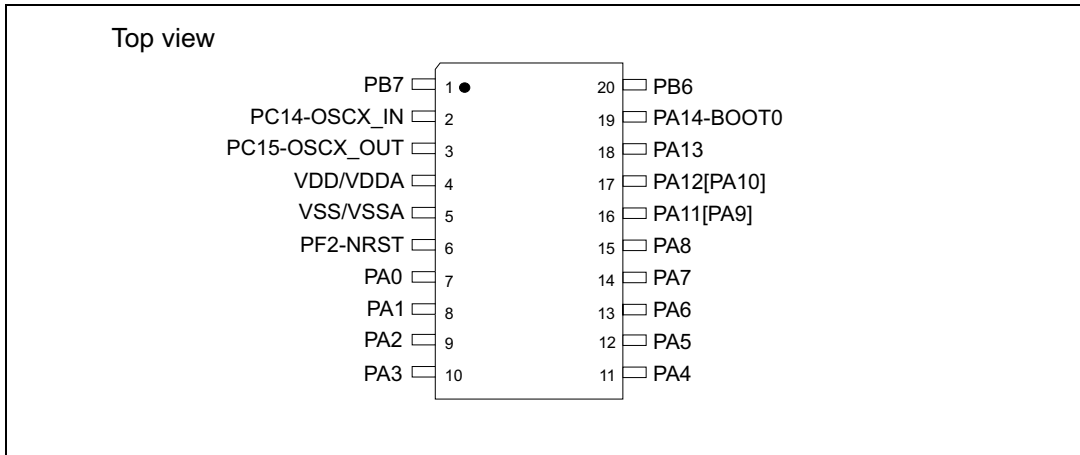 Top view
PB7 1 20 PB6
PC14-OSCX_IN 2 19 PA14-BOOT0
PC15-OSCX_OUT 3 18 PA13
VDD/VDDA 4 17 PA12[PA10]
VSS/VSSA 5 16 PA11[PA9]
PF2-NRST 6 15 PA8
PA0 7 14 PA7
PA1 8 13 PA6
PA2 9 12 PA5
PA3 10 11 PA4